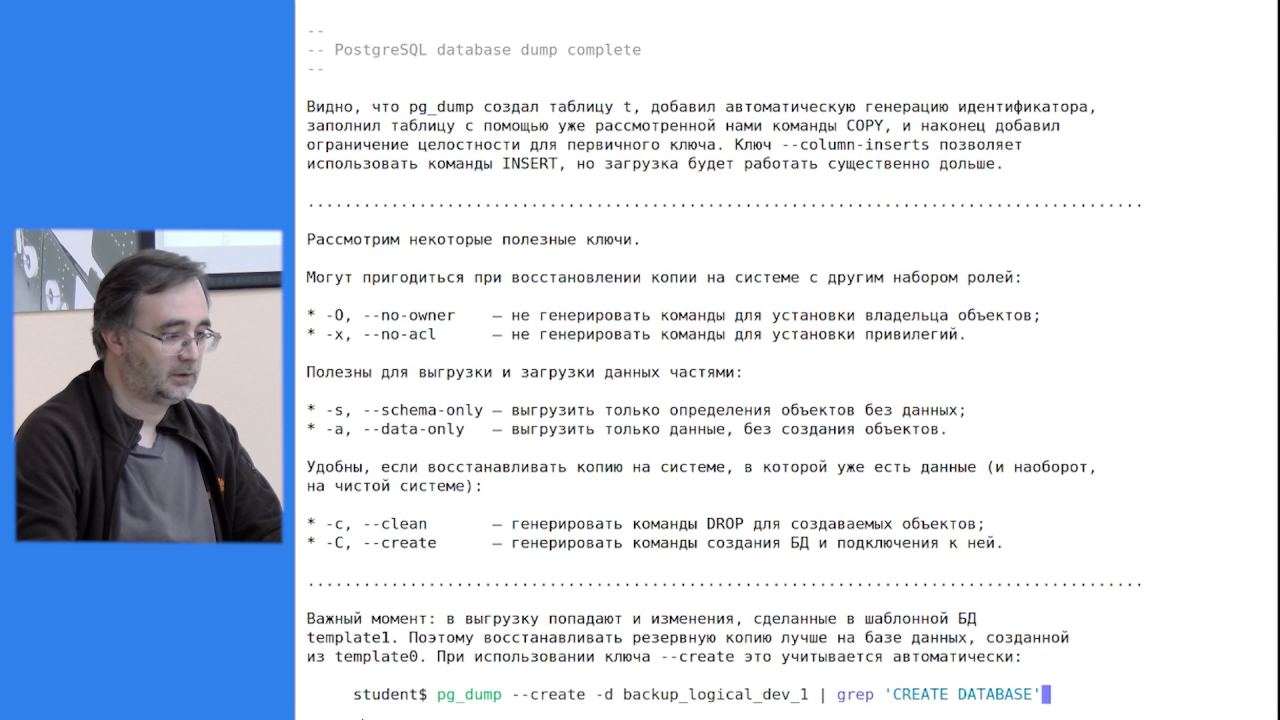 --
-- PostgreSQL database dump complete
--
Видно, что pg_dump создал таблицу t, добавил автоматическую генерацию идентификатора,
заполнил таблицу с помощью уже рассмотренной нами команды COPY, и наконец добавил
ограничение целостности для первичного ключа. Ключ --column-inserts позволяет
использовать команды INSERT, но загрузка будет работать существенно дольше.
...........................................................................................
Рассмотрим некоторые полезные ключи.
Могут пригодиться при восстановлении копии на системе с другим набором ролей:
* -O, --no-owner    — не генерировать команды для установки владельца объектов;
* -x, --no-acl      — не генерировать команды для установки привилегий.
Полезны для выгрузки и загрузки данных частями:
* -s, --schema-only — выгрузить только определения объектов без данных;
* -a, --data-only   — выгрузить только данные, без создания объектов.
Удобны, если восстанавливать копию на системе, в которой уже есть данные (и наоборот,
на чистой системе):
* -c, --clean       — генерировать команды DROP для создаваемых объектов;
* -C, --create      — генерировать команды создания БД и подключения к ней.
...........................................................................................
Важный момент: в выгрузку попадают и изменения, сделанные в шаблонной БД
template1. Поэтому восстанавливать резервную копию лучше на базе данных, созданной
из template0. При использовании ключа --create это учитывается автоматически:
student$ pg_dump --create -d backup_logical_dev_1 | grep 'CREATE DATABASE'